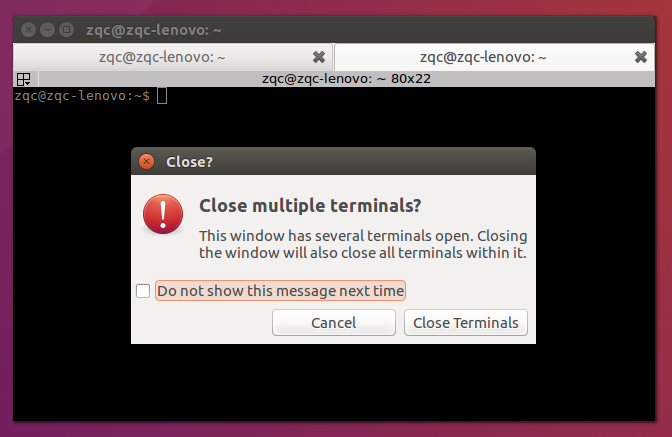 zqc@zqc-lenovo: ~
zqc@zqc-lenovo: ~ zqc@zqc-lenovo: ~
zqc@zqc-lenovo: ~ 80x22
zqc@zqc-lenovo:~$
Close?
Close multiple terminals?
This window has several terminals open. Closing
the window will also close all terminals within it.
Do not show this message next time
Cancel Close Terminals